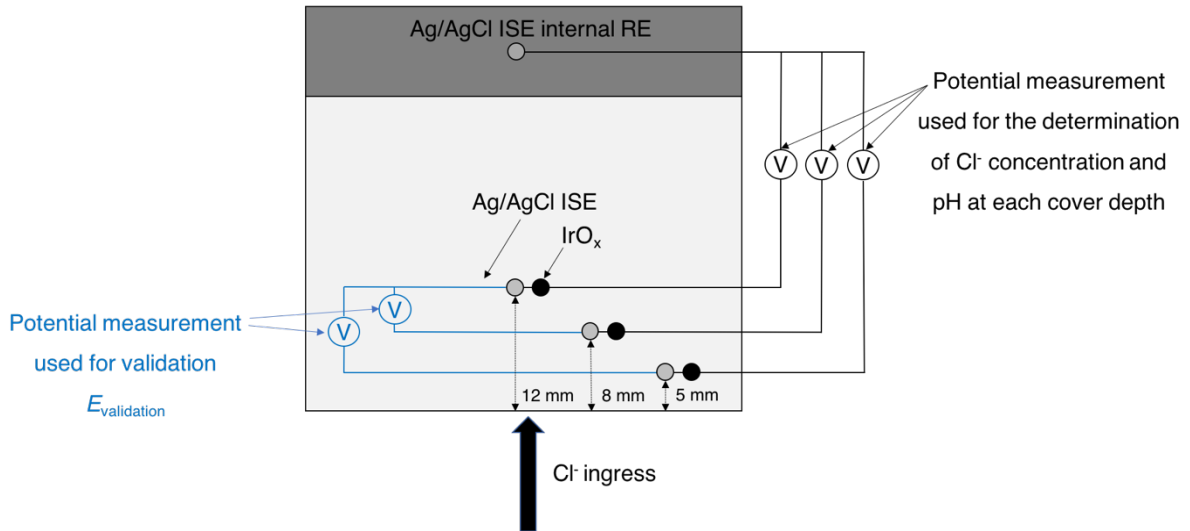 Ag/AgCl ISE internal RE
Potential measurement
used for the determination
of Cl⁻ concentration and
pH at each cover depth
V V V
Ag/AgCl ISE
IrOₓ
V
V
Potential measurement
used for validation
E_validation
12 mm
8 mm
5 mm
Cl⁻ ingress